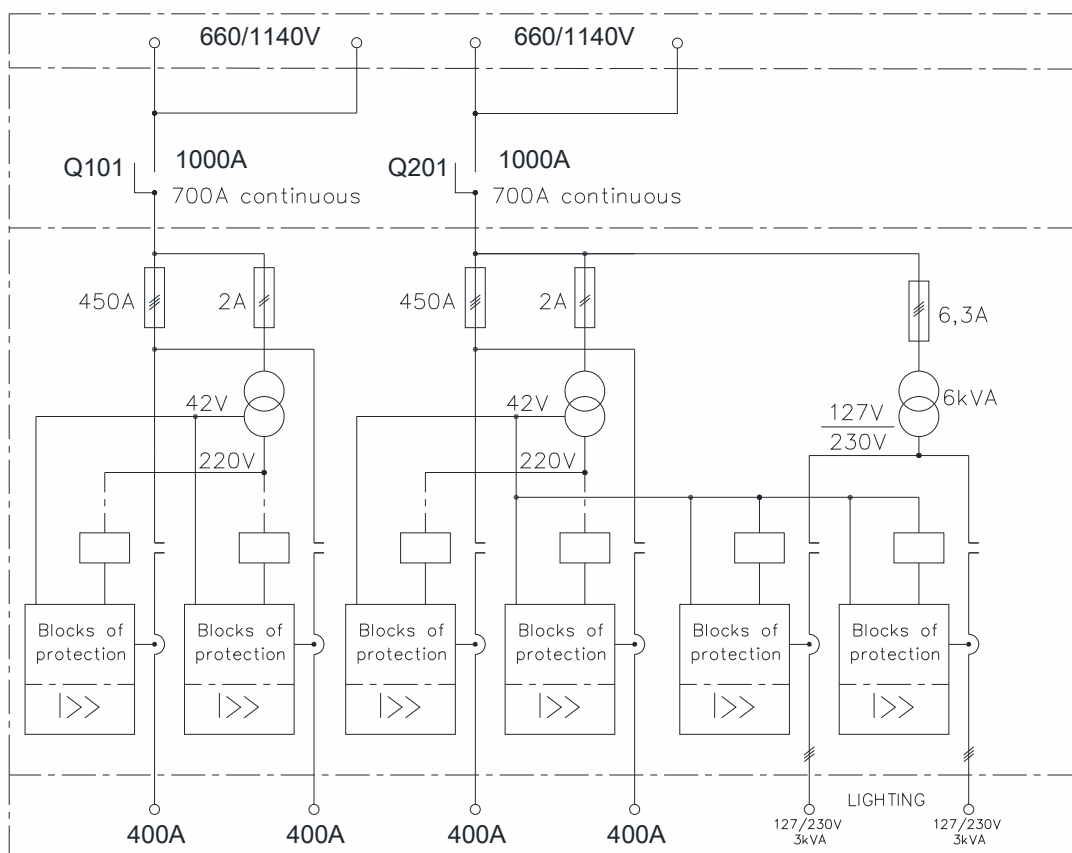 660/1140V 660/1140V
Q101 1000A Q201 1000A
700A continuous 700A continuous
450A 2A 450A 2A 6,3A
42V 42V 6kVA
127V
230V
220V 220V
Blocks of Blocks of Blocks of Blocks of Blocks of Blocks of
protection protection protection protection protection protection
I>> I>> I>> I>> I>> I>>
LIGHTING
400A 400A 400A 400A 127/230V 127/230V
3kVA 3kVA